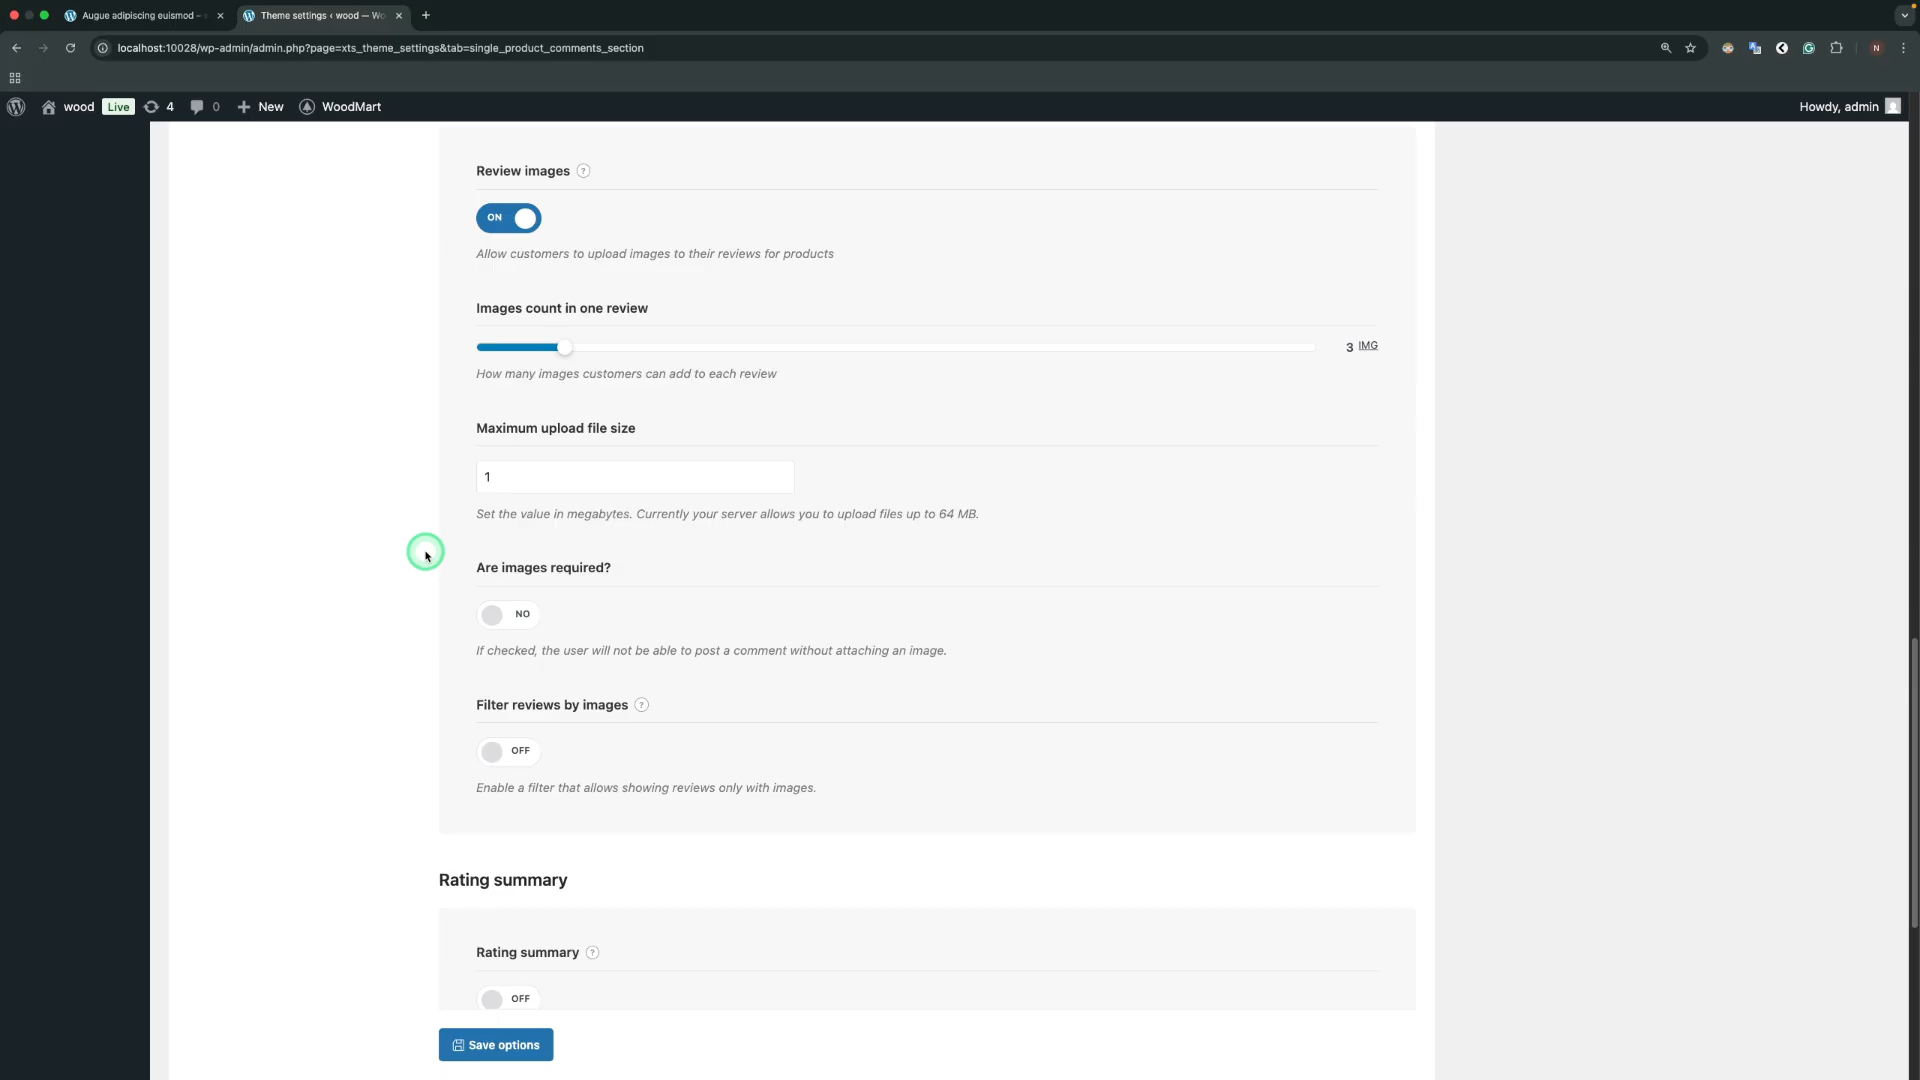 Augue adipiscing euismod –
Theme settings ‹ wood — Wo
localhost:10028/wp-admin/admin.php?page=xts_theme_settings&tab=single_product_comments_section
N
wood Live 4 0 New WoodMart
Howdy, admin
Review images ?
ON
Allow customers to upload images to their reviews for products
Images count in one review
3 IMG
How many images customers can add to each review
Maximum upload file size
1
Set the value in megabytes. Currently your server allows you to upload files up to 64 MB.
Are images required?
NO
If checked, the user will not be able to post a comment without attaching an image.
Filter reviews by images ?
OFF
Enable a filter that allows showing reviews only with images.
Rating summary
Rating summary ?
OFF
Save options